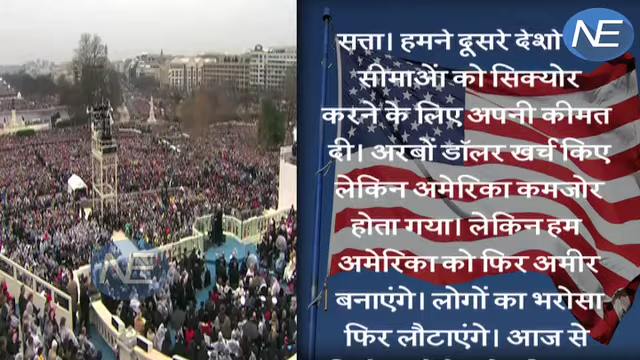 NE
सत्ता। हमने दूसरे देशो
सीमाओं को सिक्योर
करने के लिए अपनी कीमत
दी। अरबों डॉलर खर्च किए
लेकिन अमेरिका कमजोर
होता गया। लेकिन हम
अमेरिका को फिर अमीर
बनाएंगे। लोगों का भरोसा
फिर लौटाएंगे। आज से
NE